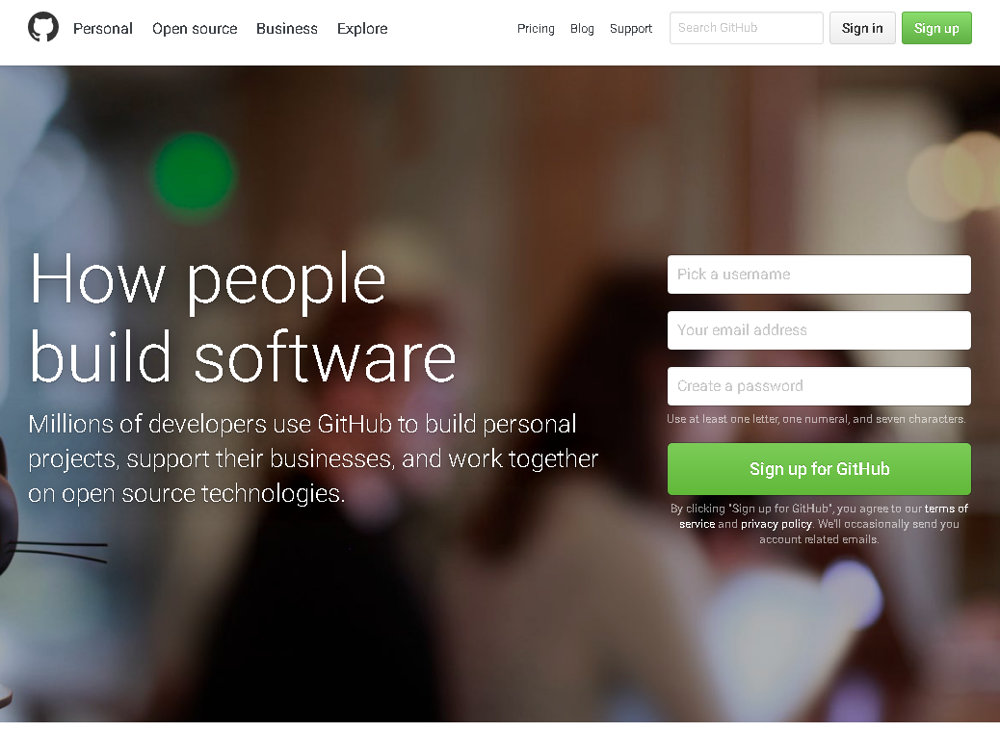 Personal Open source Business Explore Pricing Blog Support Search GitHub Sign in Sign up
How people
build software
Millions of developers use GitHub to build personal
projects, support their businesses, and work together
on open source technologies.
Pick a username
Your email address
Create a password
Use at least one letter, one numeral, and seven characters.
Sign up for GitHub
By clicking "Sign up for GitHub", you agree to our terms of
service and privacy policy. We'll occasionally send you
account related emails.